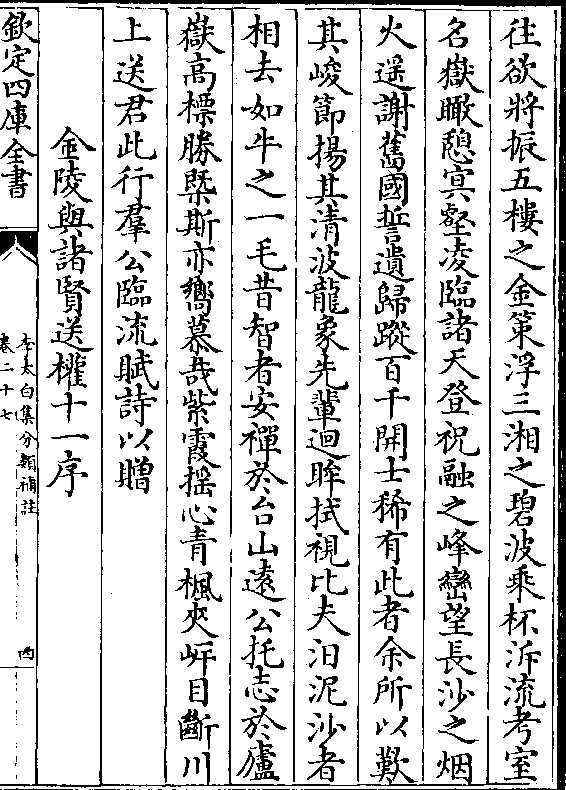 往欲將振五樓之金策浮三湘之碧波乘杯泝流考室
名嶽瞰憩㝠壑凌臨諸天登祝融之峰巒望長沙之烟
火遥謝舊國誓遺歸蹤百千開士稀有此者余所以歎
其峻節揚其清波龍象先輩迴眸拭視比夫汨泥沙者
相去如牛之一毛昔智者安禪於台山遠公托志於廬
嶽高標勝槩斯亦嚮慕哉紫霞揺心青楓夾岸目斷川
上送君此行羣公臨流賦詩以贈
金陵與諸賢送權十一序
欽定四庫全書
李太白集分類補註
卷二十七
四